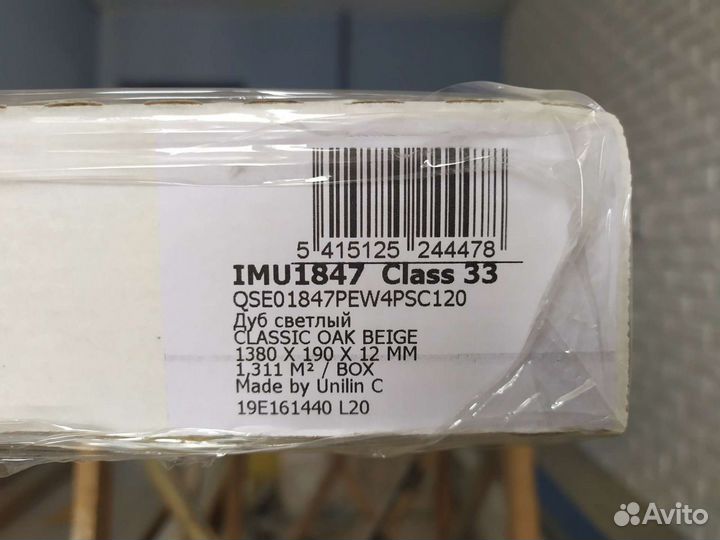 5 415125 244478
IMU1847 Class 33
QSE01847PEW4PSC120
Дуб светлый
CLASSIC OAK BEIGE
1380 X 190 X 12 MM
1,311 M² / BOX
Made by Unilin C
19E161440 L20
Avito